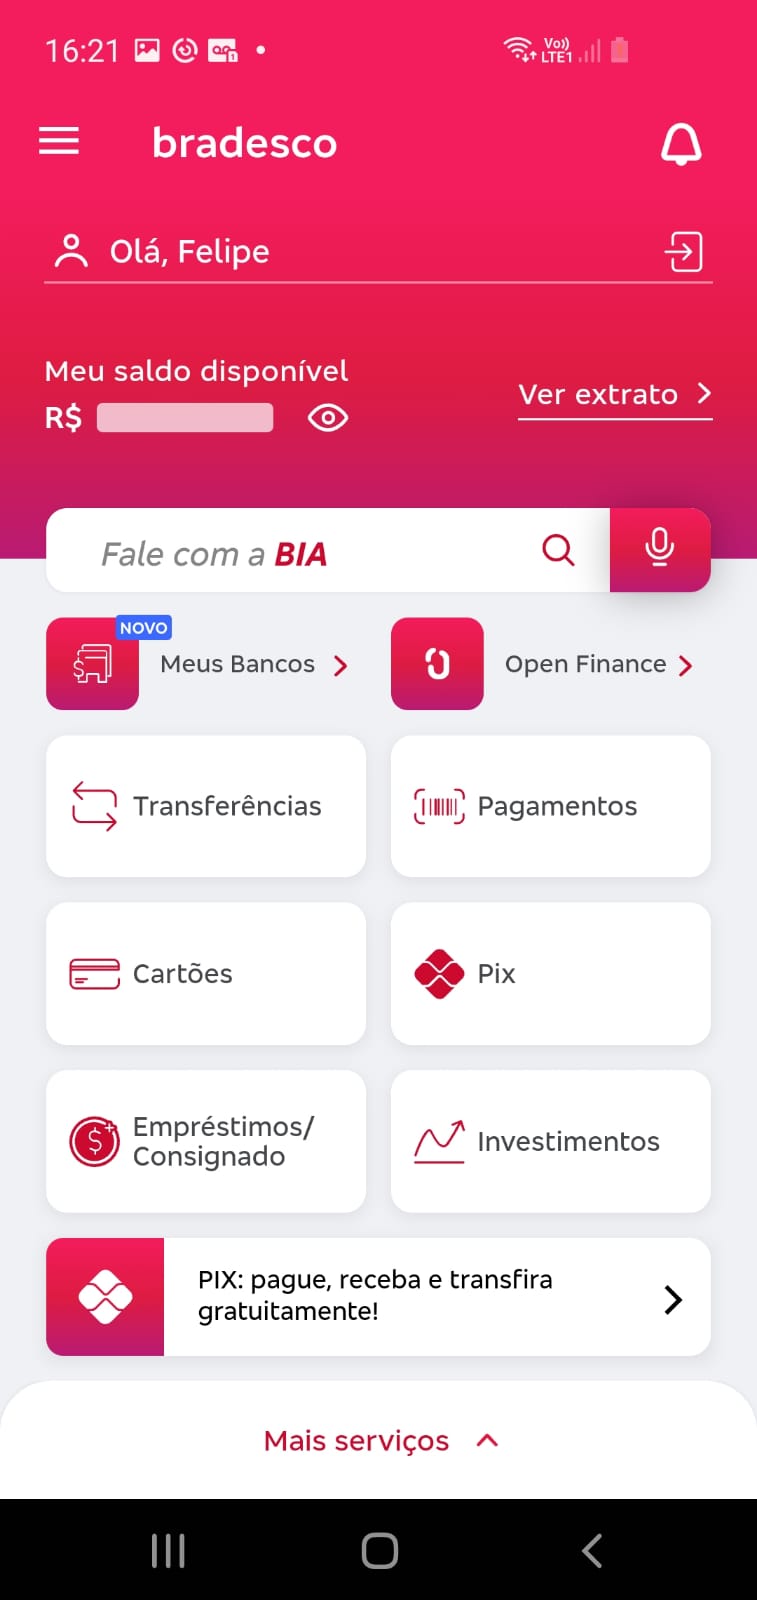 16:21
Vo))
LTE1
bradesco
Olá, Felipe
Meu saldo disponível
R$
Ver extrato
Fale com a BIA
NOVO
Meus Bancos
Open Finance
Transferências
Pagamentos
Cartões
Pix
Empréstimos/
Consignado
Investimentos
PIX: pague, receba e transfira
gratuitamente!
Mais serviços